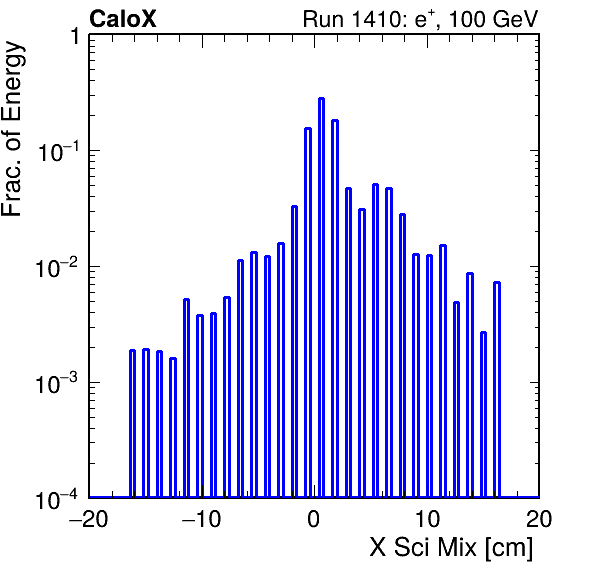 CaloX Run 1410: e⁺, 100 GeV
Frac. of Energy
1
10⁻¹
10⁻²
10⁻³
10⁻⁴
−20 −10 0 10 20
X Sci Mix [cm]